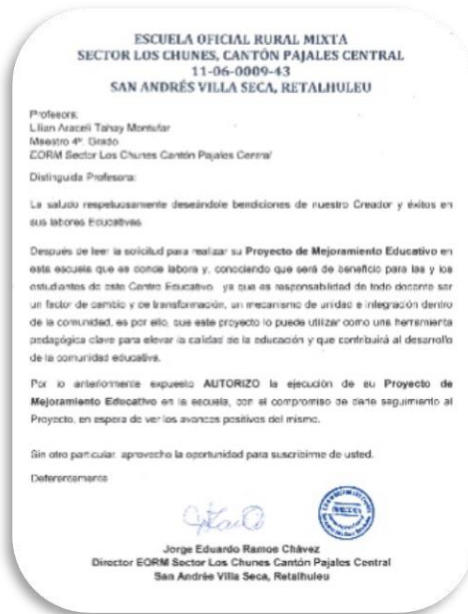 ESCUELA OFICIAL RURAL MIXTA
SECTOR LOS CHUNES, CANTÓN PAJALES CENTRAL
11-06-0009-43
SAN ANDRÉS VILLA SECA, RETALHULEU
Profesora:
Lilian Araceli Tahay Montufar
Maestro 4º. Grado
EORM Sector Los Chunes Cantón Pajales Central
Distinguida Profesora:
La saludo respetuosamente deseándole bendiciones de nuestro Creador y éxitos en
sus labores Educativas.
Después de leer la solicitud para realizar su Proyecto de Mejoramiento Educativo en
esta escuela que es donde labora y, conociendo que será de beneficio para las y los
estudiantes de este Centro Educativo ya que es responsabilidad de todo docente ser
un factor de cambio y de transformación, un mecanismo de unidad e integración dentro
de la comunidad, es por ello, que este proyecto lo puede utilizar como una herramienta
pedagógica clave para elevar la calidad de la educación y que contribuirá al desarrollo
de la comunidad educativa.
Por lo anteriormente expuesto AUTORIZO la ejecución de su Proyecto de
Mejoramiento Educativo en la escuela, con el compromiso de darle seguimiento al
Proyecto, en espera de ver los avances positivos del mismo.
Sin otro particular, aprovecho la oportunidad para suscribirme de usted.
Deferentemente
Jorge Eduardo Ramos Chávez
Director EORM Sector Los Chunes Cantón Pajales Central
San Andrés Villa Seca, Retalhuleu